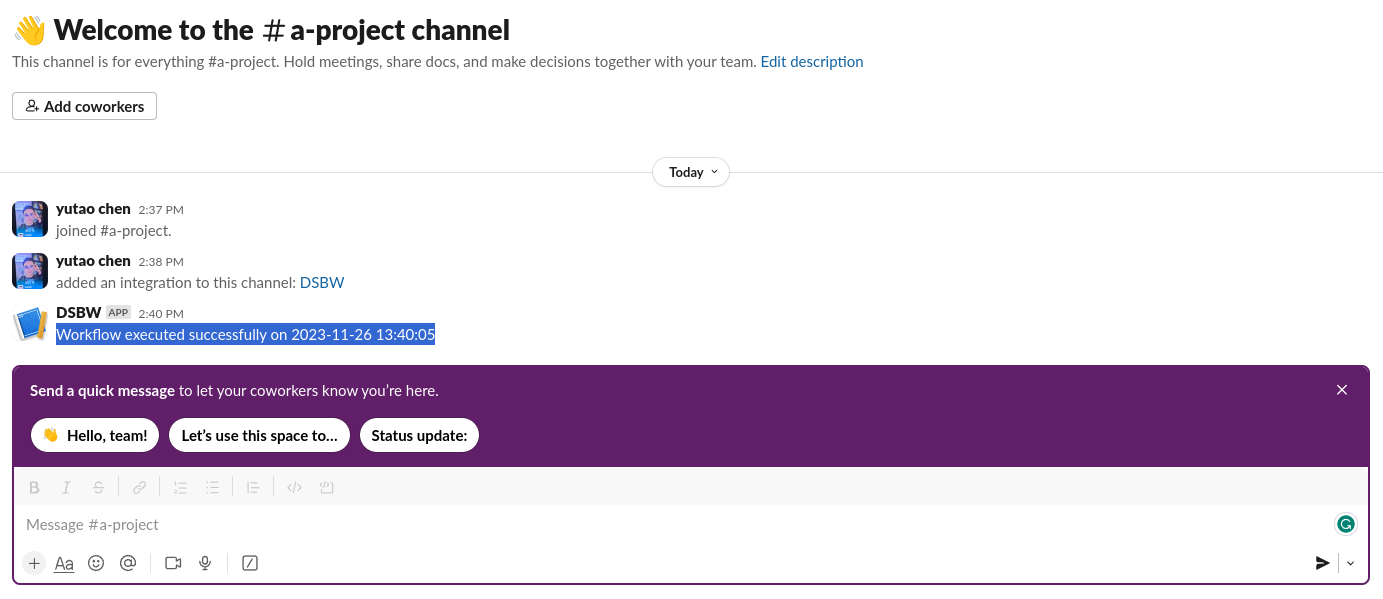 👋 Welcome to the # a-project channel
This channel is for everything #a-project. Hold meetings, share docs, and make decisions together with your team. Edit description
Add coworkers
Today
yutao chen 2:37 PM
joined #a-project.
yutao chen 2:38 PM
added an integration to this channel: DSBW
DSBW APP 2:40 PM
Workflow executed successfully on 2023-11-26 13:40:05
Send a quick message to let your coworkers know you’re here.
👋 Hello, team! Let’s use this space to... Status update:
Message #a-project
Aa